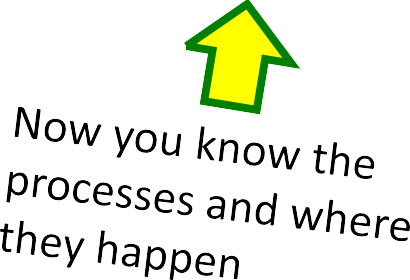 Now you know the
processes and where
they happen